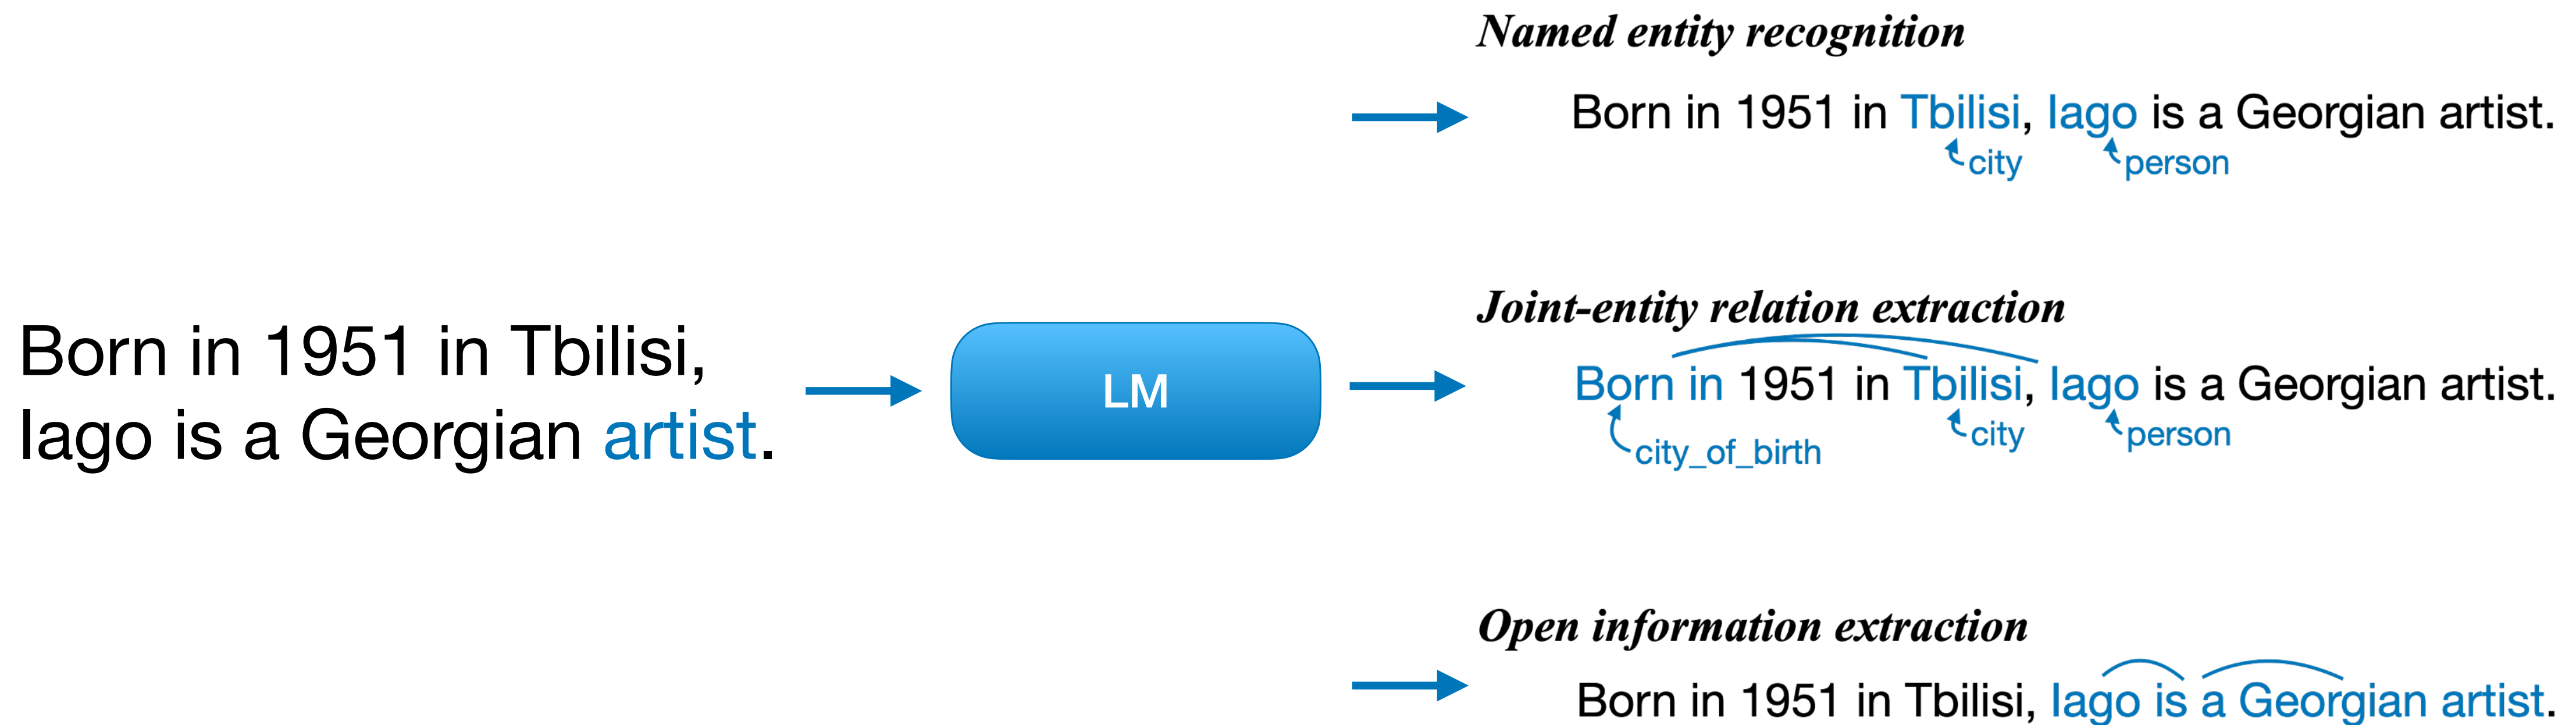 Named entity recognition
Born in 1951 in Tbilisi, Iago is a Georgian artist.
city
person
Born in 1951 in Tbilisi,
Iago is a Georgian artist.
LM
Joint-entity relation extraction
Born in 1951 in Tbilisi, Iago is a Georgian artist.
city_of_birth
city
person
Open information extraction
Born in 1951 in Tbilisi, Iago is a Georgian artist.